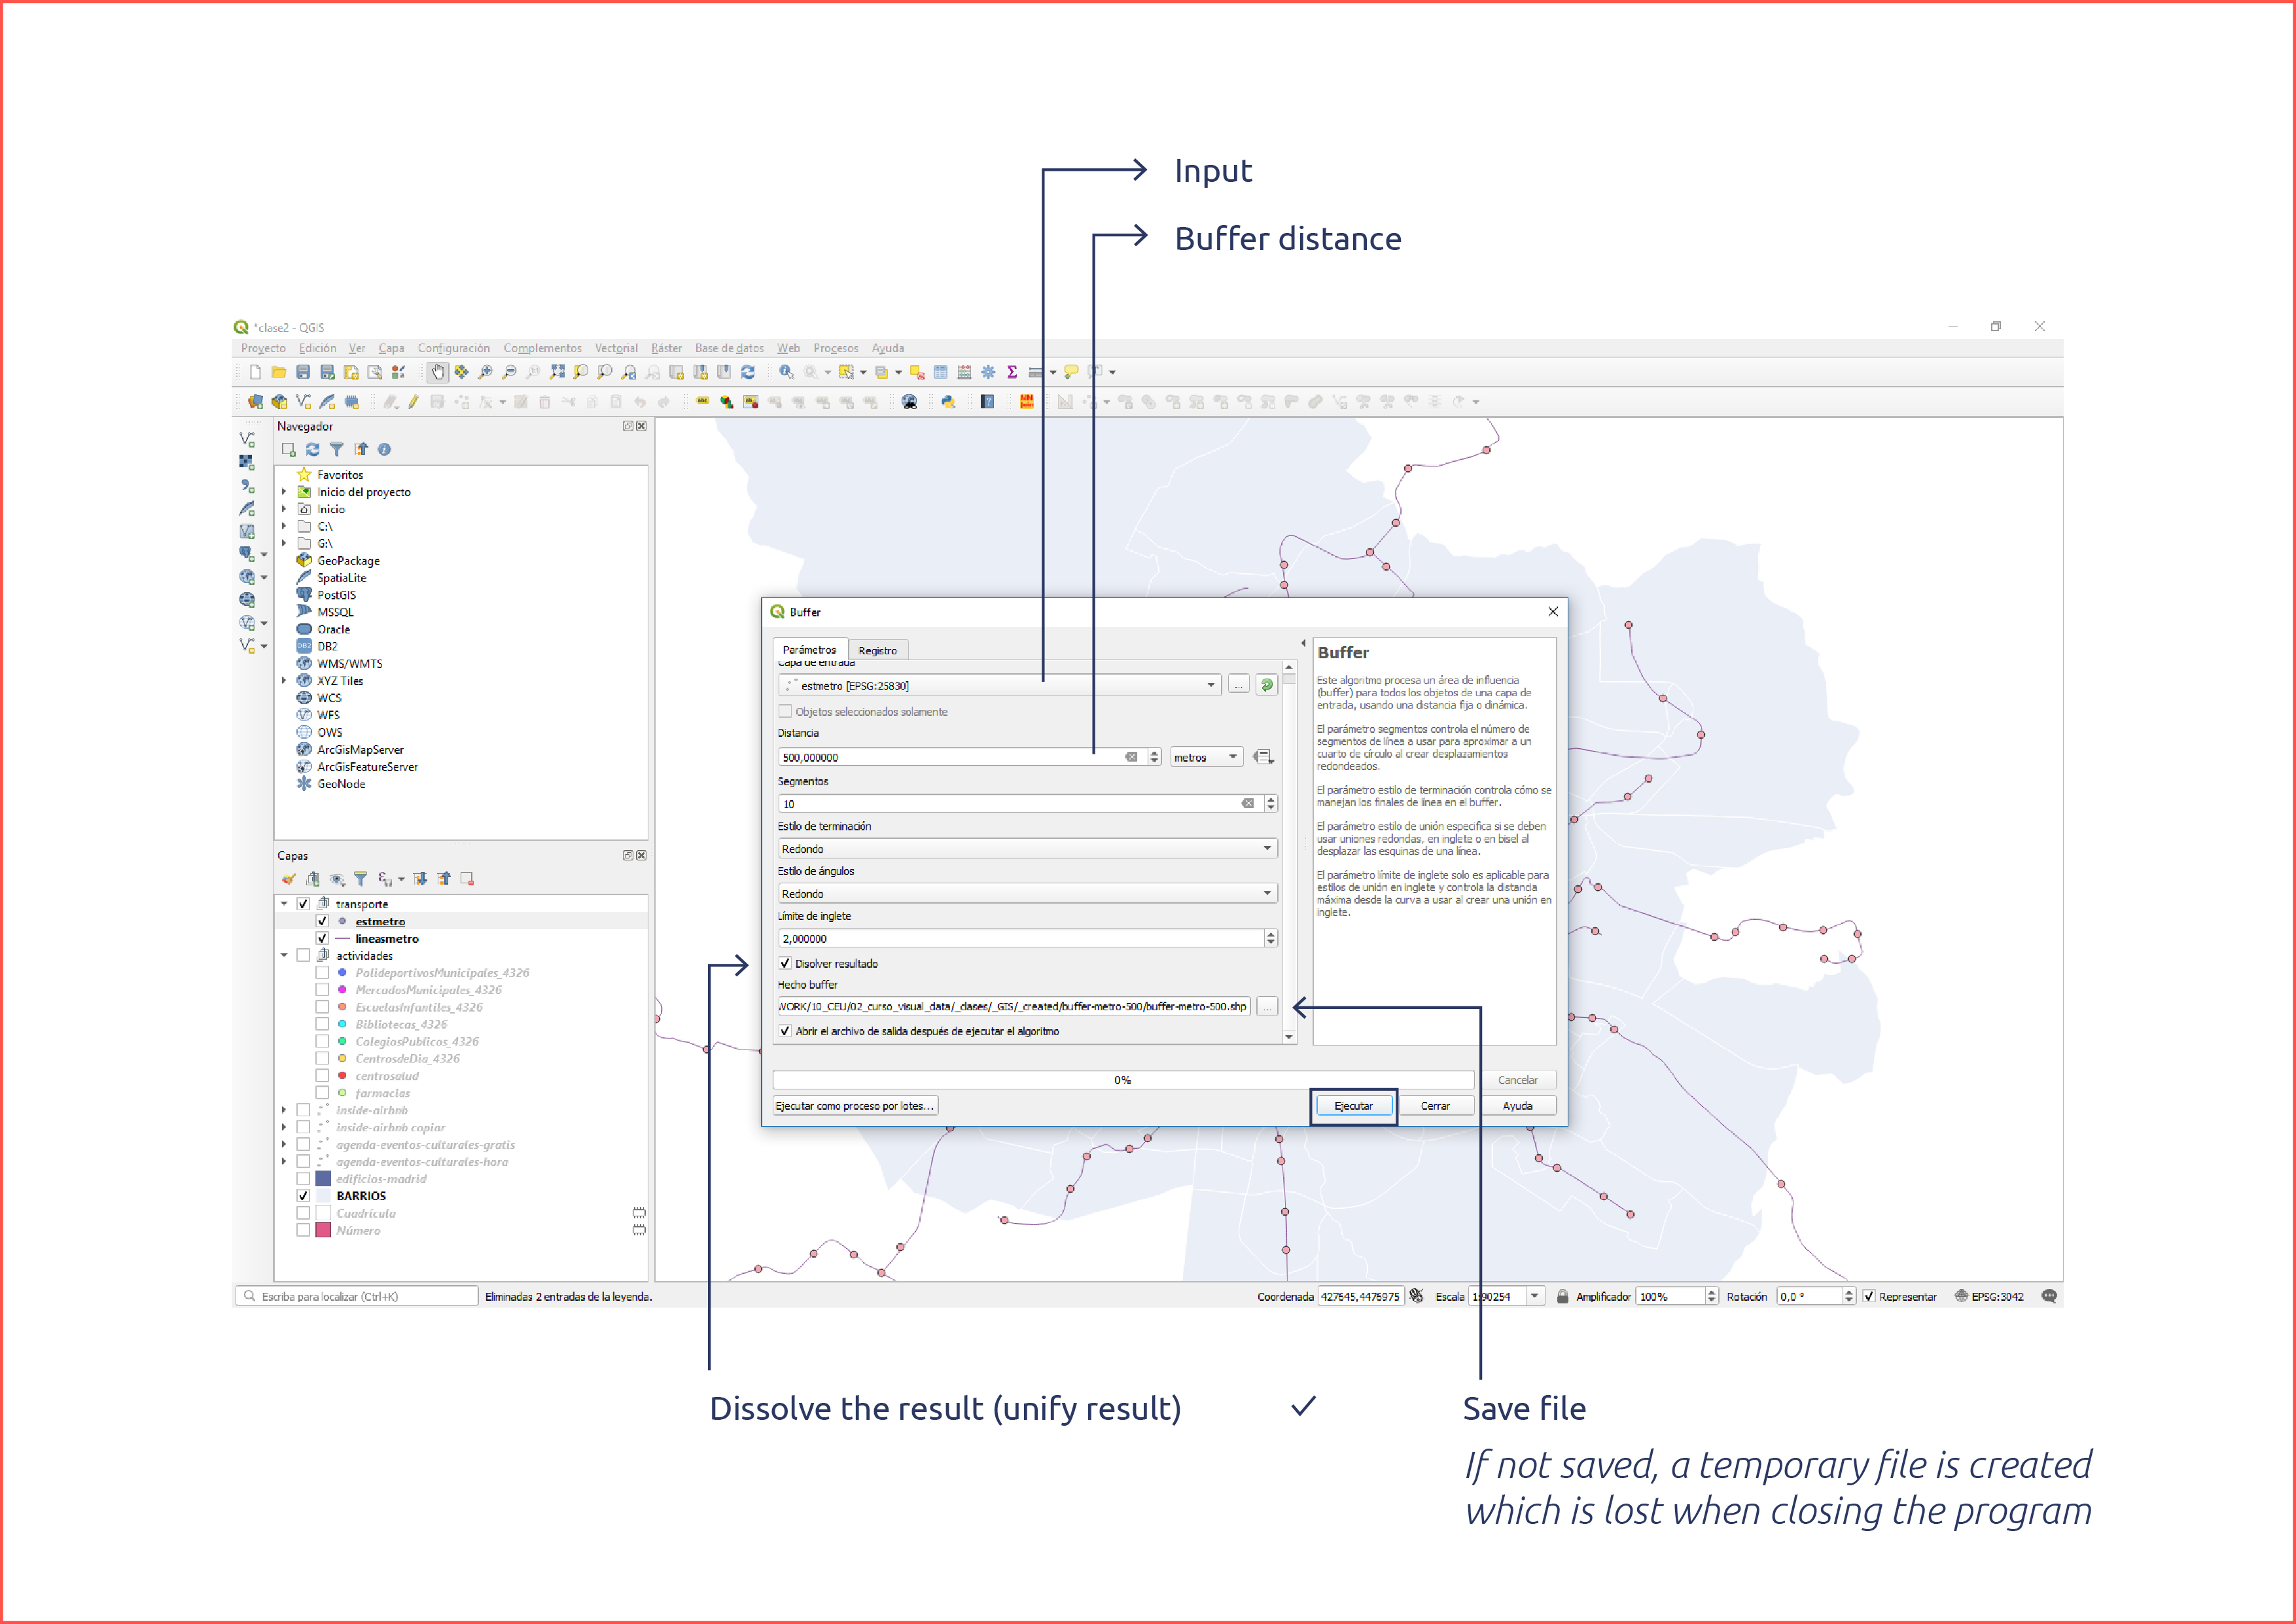 Input
Buffer distance
*clase2 - QGIS
Proyecto Edición Ver Capa Configuración Complementos Vectorial Ráster Base de datos Web Procesos Ayuda
Navegador
Favoritos
Inicio del proyecto
Inicio
C:\
G:\
GeoPackage
SpatiaLite
PostGIS
MSSQL
Oracle
DB2
WMS/WMTS
XYZ Tiles
WCS
WFS
OWS
ArcGisMapServer
ArcGisFeatureServer
GeoNode
Capas
transporte
estmetro
lineasmetro
actividades
PolideportivosMunicipales_4326
MercadosMunicipales_4326
EscuelasInfantiles_4326
Bibliotecas_4326
ColegiosPublicos_4326
CentrosdeDia_4326
centrosalud
farmacias
inside-airbnb
inside-airbnb copiar
agenda-eventos-culturales-gratis
agenda-eventos-culturales-hora
edificios-madrid
BARRIOS
Cuadrícula
Número
Buffer
Parámetros Registro
Capa de entrada
estmetro [EPSG:25830]
Objetos seleccionados solamente
Distancia
500,000000 metros
Segmentos
10
Estilo de terminación
Redondo
Estilo de ángulos
Redondo
Límite de inglete
2,000000
Disolver resultado
Hecho buffer
WORK/10_CEU/02_curso_visual_data/_clases/_GIS/_created/buffer-metro-500/buffer-metro-500.shp
Abrir el archivo de salida después de ejecutar el algoritmo
Buffer
Este algoritmo procesa un área de influencia
(buffer) para todos los objetos de una capa de
entrada, usando una distancia fija o dinámica.
El parámetro segmentos controla el número de
segmentos de línea a usar para aproximar a un
cuarto de círculo al crear desplazamientos
redondeados.
El parámetro estilo de terminación controla cómo se
manejan los finales de línea en el buffer.
El parámetro estilo de unión especifica si se deben
usar uniones redondas, en inglete o en bisel al
desplazar las esquinas de una línea.
El parámetro límite de inglete solo es aplicable para
estilos de unión en inglete y controla la distancia
máxima desde la curva a usar al crear una unión en
inglete.
0% Cancelar
Ejecutar como proceso por lotes... Ejecutar Cerrar Ayuda
Escriba para localizar (Ctrl+K) Eliminadas 2 entradas de la leyenda. Coordenada 427645,4476975 Escala 1:90254 Amplificador 100% Rotación 0,0 ° Representar EPSG:3042
Dissolve the result (unify result) ✓
Save file
If not saved, a temporary file is created
which is lost when closing the program